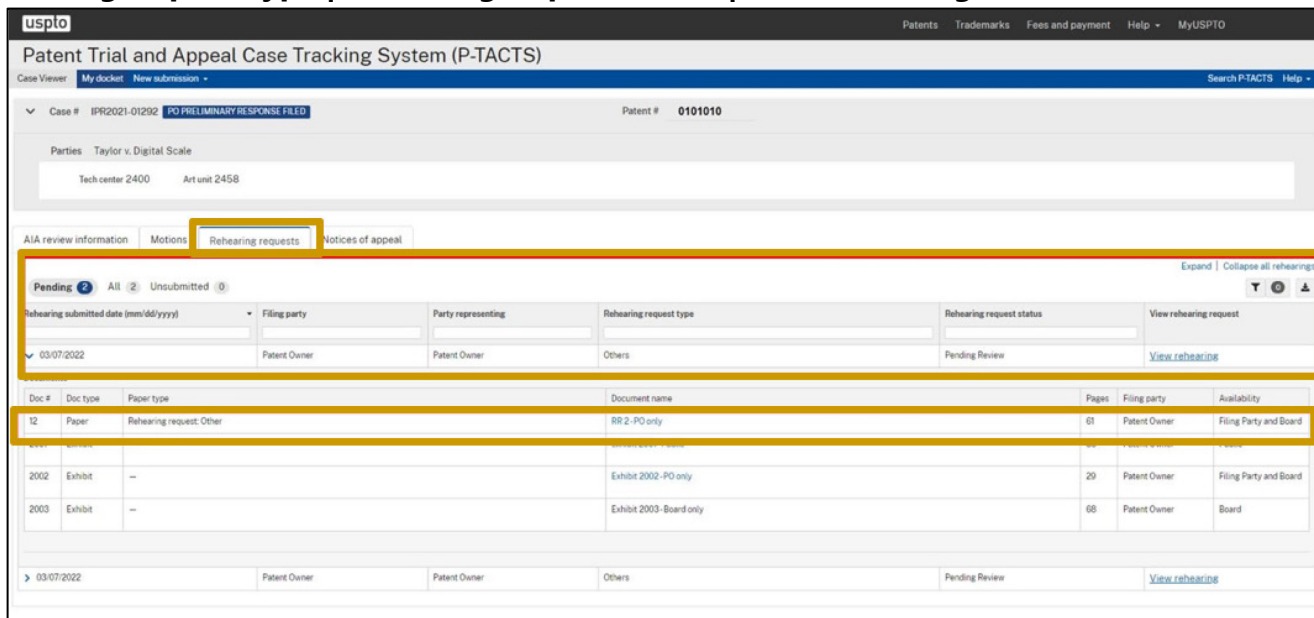 uspto Patents Trademarks Fees and payment Help MyUSPTO
Patent Trial and Appeal Case Tracking System (P-TACTS)
Case Viewer My docket New submission Search P-TACTS Help
Case # IPR2021-01292 PO PRELIMINARY RESPONSE FILED Patent # 0101010
Parties Taylor v. Digital Scale
Tech center 2400 Art unit 2458
AIA review information Motions Rehearing requests Notices of appeal
Expand | Collapse all rehearings
Pending 2 All 2 Unsubmitted 0 0
Rehearing submitted date (mm/dd/yyyy) Filing party Party representing Rehearing request type Rehearing request status View rehearing request
03/07/2022 Patent Owner Patent Owner Others Pending Review View rehearing
Doc # Doc type Paper type Document name Pages Filing party Availability
12 Paper Rehearing request: Other RR 2-PO only 61 Patent Owner Filing Party and Board
2002 Exhibit — Exhibit 2002-PO only 29 Patent Owner Filing Party and Board
2003 Exhibit — Exhibit 2003-Board only 68 Patent Owner Board
03/07/2022 Patent Owner Patent Owner Others Pending Review View rehearing